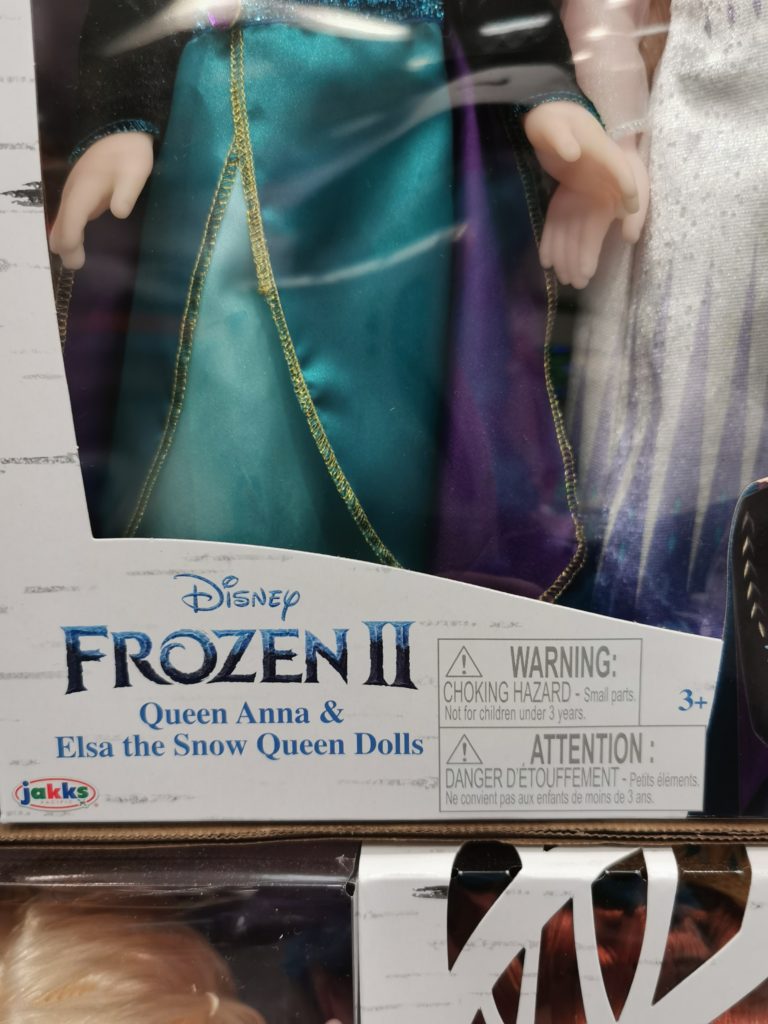 Disney
FROZEN II
Queen Anna &
Elsa the Snow Queen Dolls
WARNING:
CHOKING HAZARD - Small parts.
Not for children under 3 years.
3+
ATTENTION :
DANGER D'ÉTOUFFEMENT - Petits éléments.
Ne convient pas aux enfants de moins de 3 ans.
jakks
PACIFIC